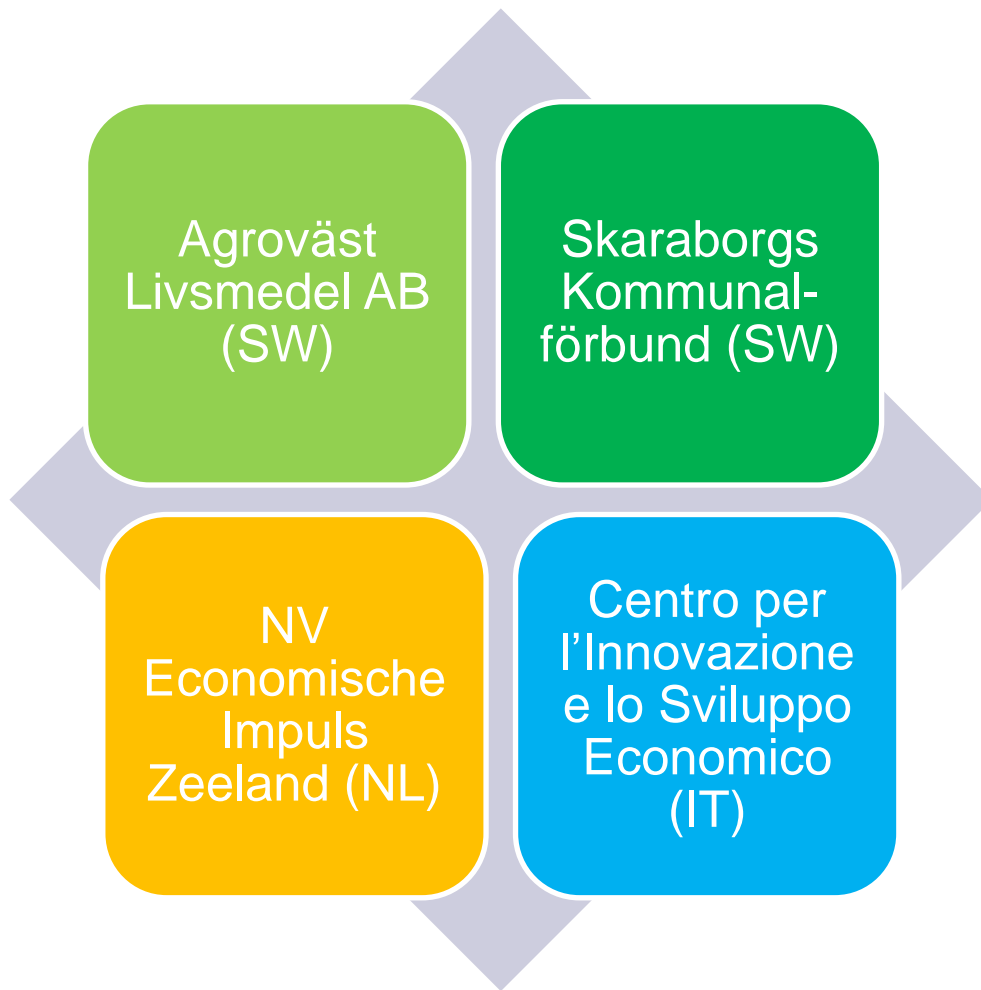 Agroväst
Livsmedel AB
(SW)
Skaraborgs
Kommunal-
förbund (SW)
NV
Economische
Impuls
Zeeland (NL)
Centro per
l’Innovazione
e lo Sviluppo
Economico
(IT)